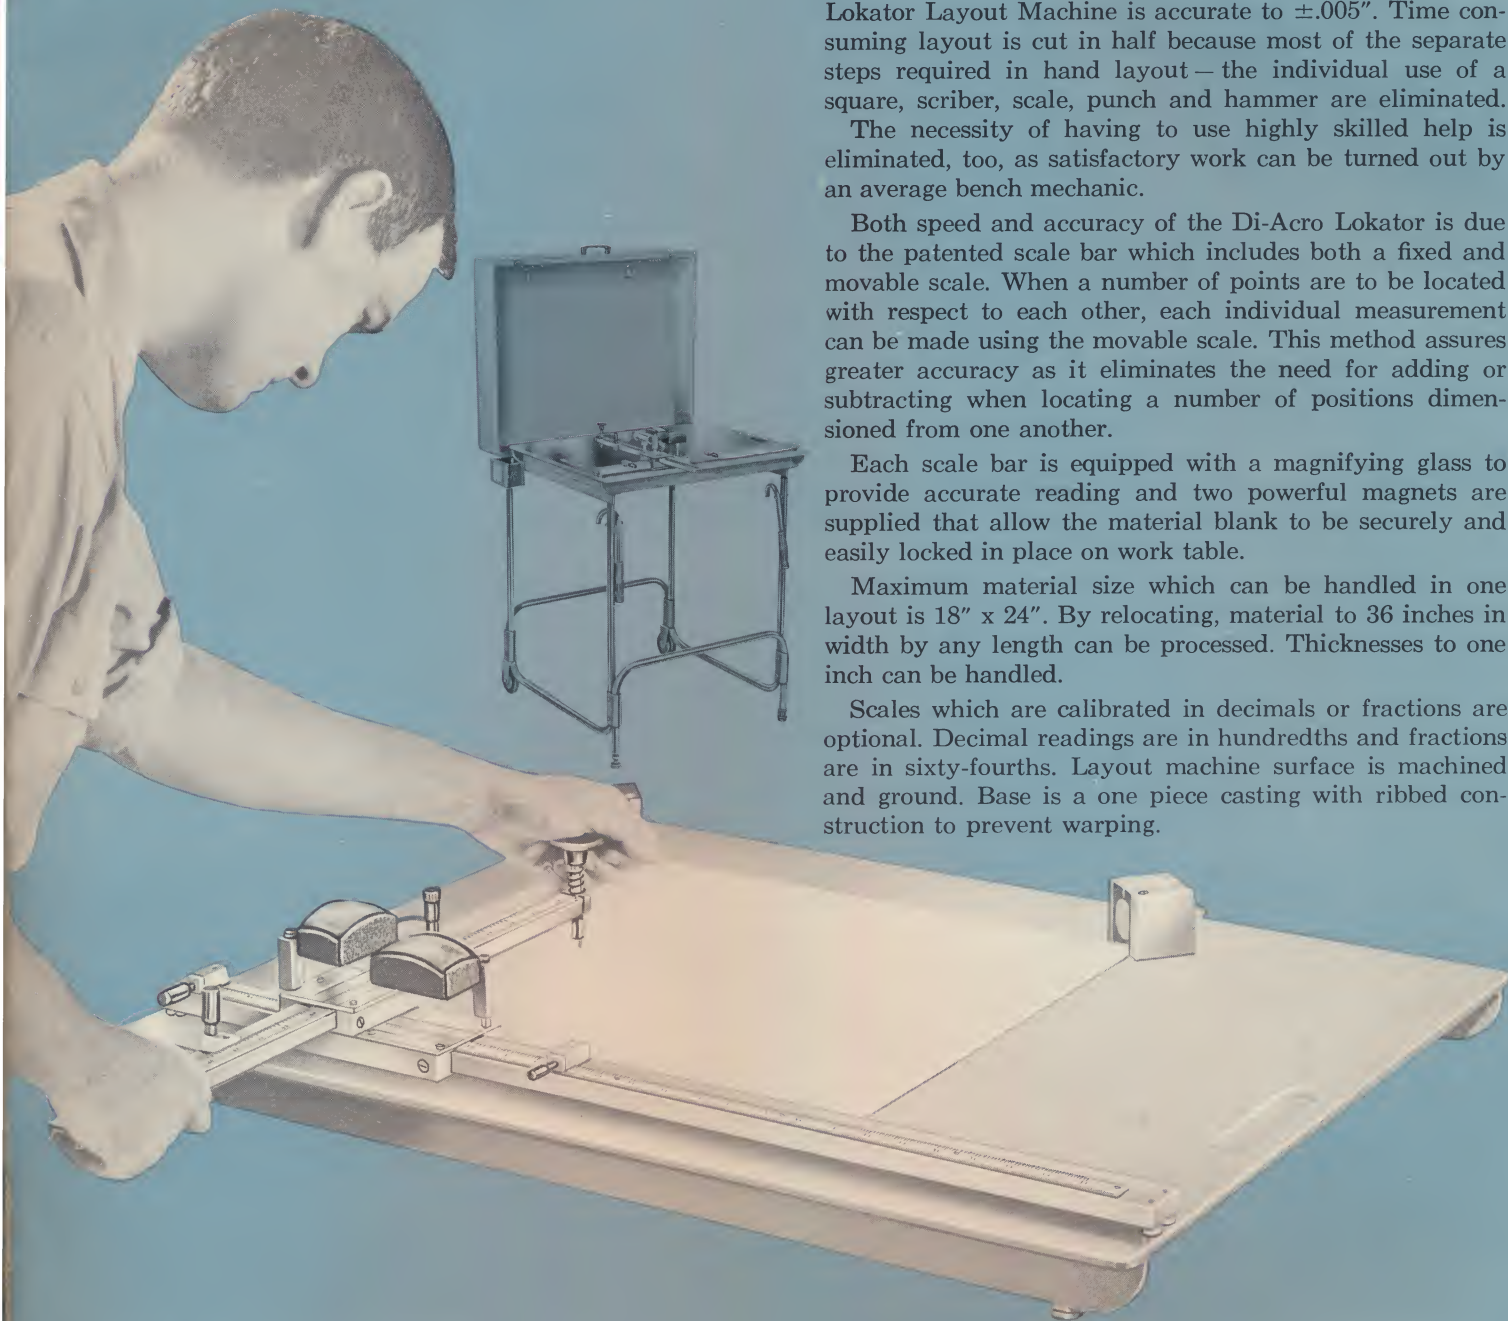 Lokator Layout Machine is accurate to ±.005″. Time con-
suming layout is cut in half because most of the separate
steps required in hand layout — the individual use of a
square, scriber, scale, punch and hammer are eliminated.
The necessity of having to use highly skilled help is
eliminated, too, as satisfactory work can be turned out by
an average bench mechanic.
Both speed and accuracy of the Di-Acro Lokator is due
to the patented scale bar which includes both a fixed and
movable scale. When a number of points are to be located
with respect to each other, each individual measurement
can be made using the movable scale. This method assures
greater accuracy as it eliminates the need for adding or
subtracting when locating a number of positions dimen-
sioned from one another.
Each scale bar is equipped with a magnifying glass to
provide accurate reading and two powerful magnets are
supplied that allow the material blank to be securely and
easily locked in place on work table.
Maximum material size which can be handled in one
layout is 18″ x 24″. By relocating, material to 36 inches in
width by any length can be processed. Thicknesses to one
inch can be handled.
Scales which are calibrated in decimals or fractions are
optional. Decimal readings are in hundredths and fractions
are in sixty-fourths. Layout machine surface is machined
and ground. Base is a one piece casting with ribbed con-
struction to prevent warping.